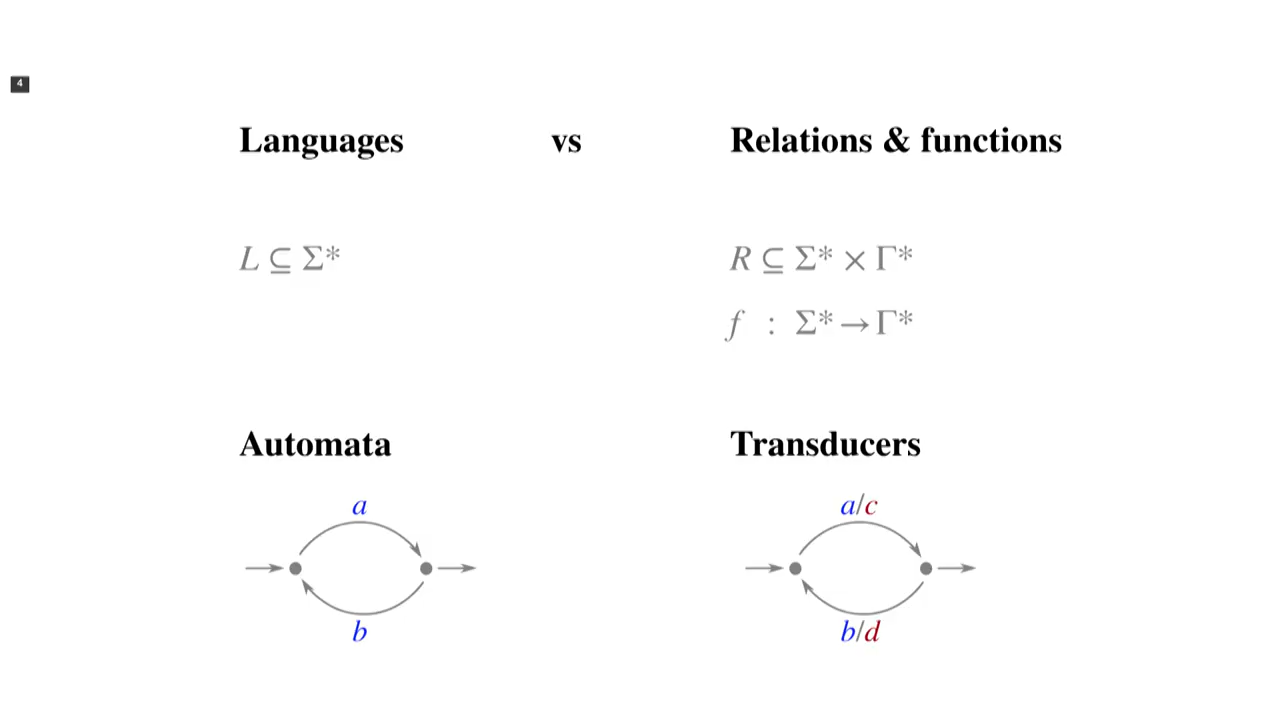 4
Languages vs Relations & functions
L ⊆ Σ* R ⊆ Σ* × Γ*
f : Σ* → Γ*
Automata Transducers
a a/c
b b/d